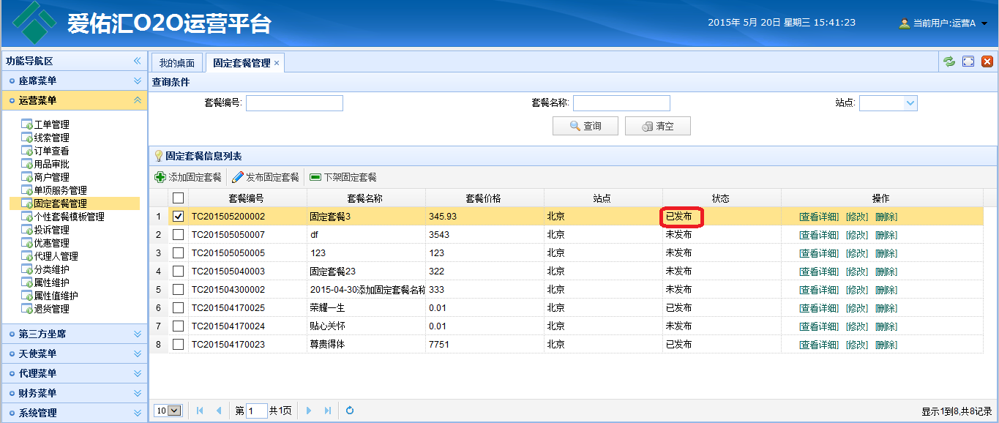 爱佑汇O2O运营平台
2015年 5月 20日 星期三 15:41:23
当前用户:运营A
功能导航区
座席菜单
运营菜单
工单管理
线索管理
订单查看
用品审批
商户管理
单项服务管理
固定套餐管理
个性套餐模板管理
投诉管理
优惠管理
代理人管理
分类维护
属性维护
属性值维护
退货管理
第三方坐席
天使菜单
代理菜单
财务菜单
系统管理
我的桌面 固定套餐管理 ×
查询条件
套餐编号: 套餐名称: 站点:
查询 清空
固定套餐信息列表
添加固定套餐 发布固定套餐 下架固定套餐
套餐编号 套餐名称 套餐价格 站点 状态 操作
1 TC201505200002 固定套餐3 345.93 北京 已发布 [查看详细] [修改] [删除]
2 TC201505050007 df 3543 北京 未发布 [查看详细] [修改] [删除]
3 TC201505050005 123 123 北京 未发布 [查看详细] [修改] [删除]
4 TC201505040003 固定套餐23 322 北京 未发布 [查看详细] [修改] [删除]
5 TC201504300002 2015-04-30添加固定套餐名称 333 北京 未发布 [查看详细] [修改] [删除]
6 TC201504170025 荣耀一生 0.01 北京 已发布 [查看详细] [修改] [删除]
7 TC201504170024 贴心关怀 0.01 北京 未发布 [查看详细] [修改] [删除]
8 TC201504170023 尊贵得体 7751 北京 已发布 [查看详细] [修改] [删除]
10 第 1 共1页 显示1到8,共8记录